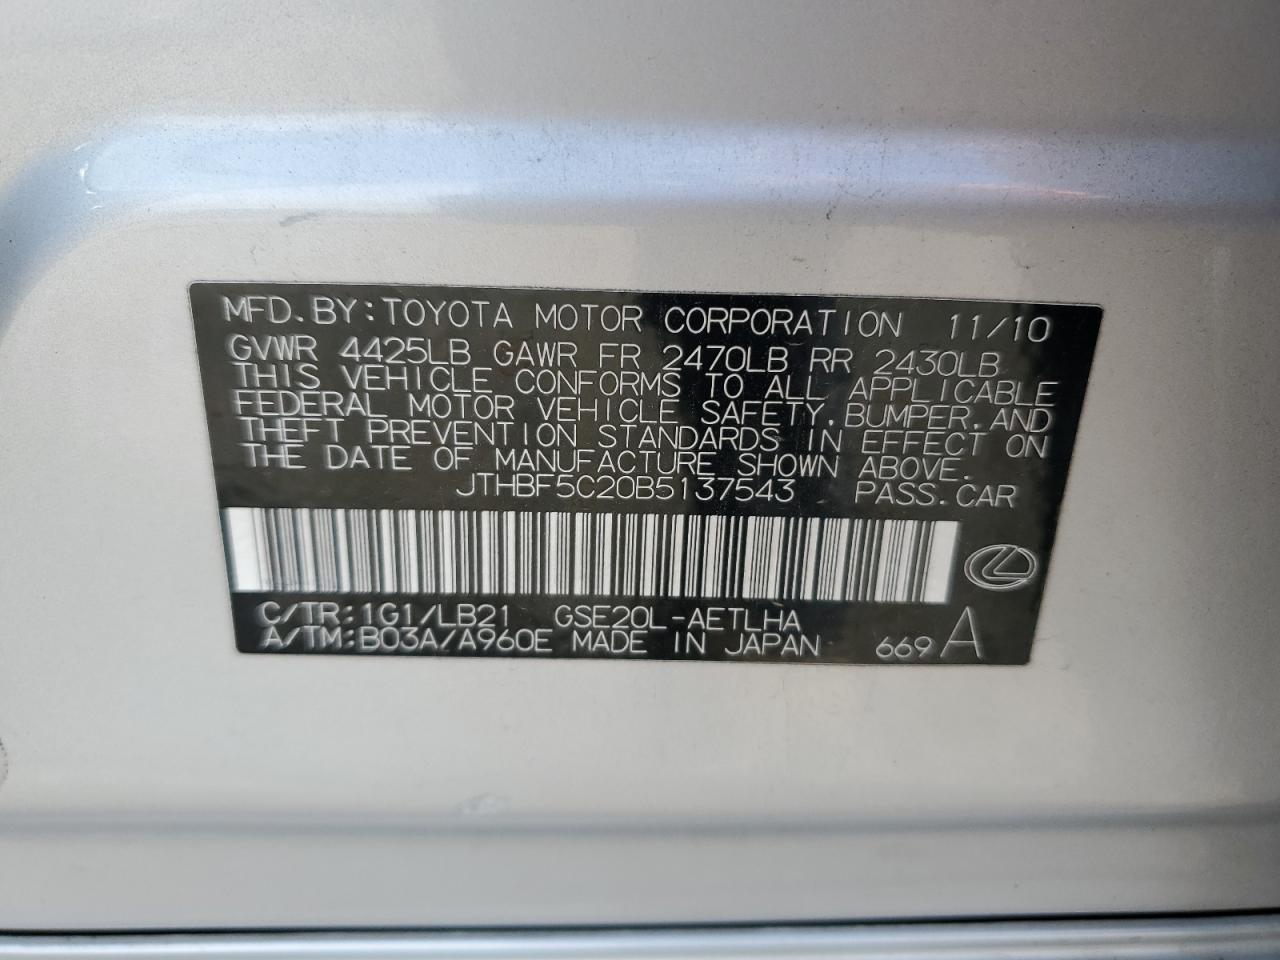 MFD. BY: TOYOTA MOTOR CORPORATION 11/10
GVWR 4425LB GAWR FR 2470LB RR 2430LB
THIS VEHICLE CONFORMS TO ALL APPLICABLE
FEDERAL MOTOR VEHICLE SAFETY, BUMPER, AND
THEFT PREVENTION STANDARDS IN EFFECT ON
THE DATE OF MANUFACTURE SHOWN ABOVE.
JTHBF5C20B5137543 PASS. CAR
C/TR: 1G1/LB21 GSE20L-AETLHA
A/TM: B03A/A960E MADE IN JAPAN 669 A